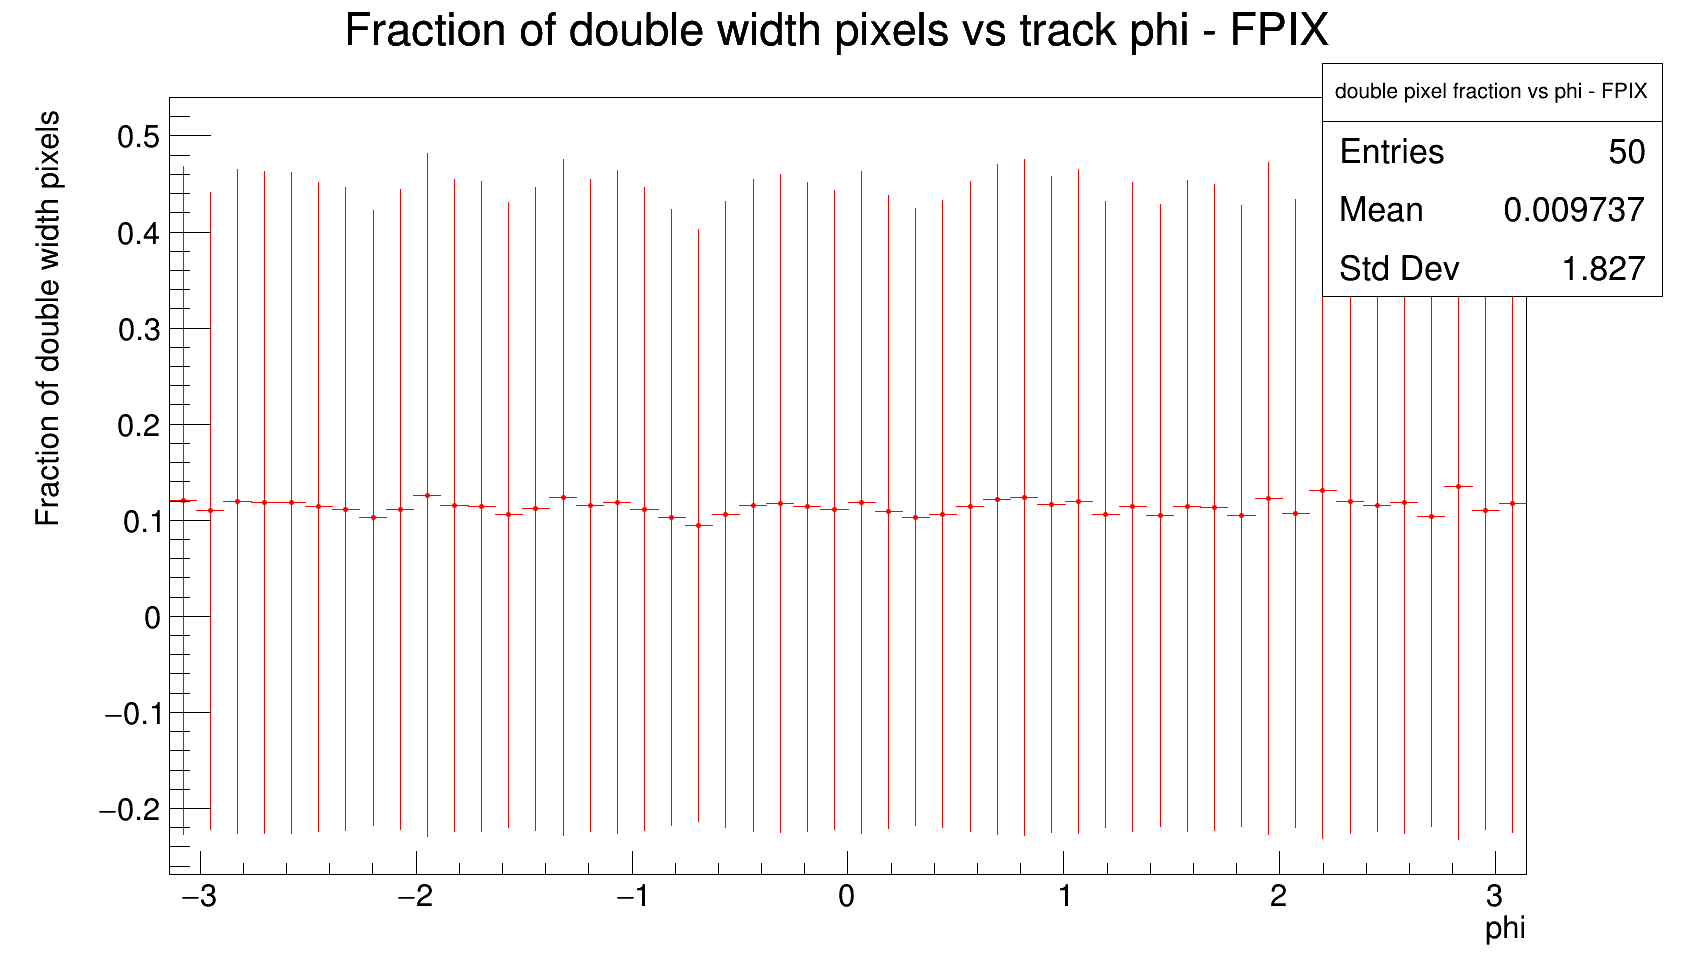 Fraction of double width pixels vs track phi - FPIX
double pixel fraction vs phi - FPIX
Entries 50
Mean 0.009737
Std Dev 1.827
Fraction of double width pixels
0.5
0.4
0.3
0.2
0.1
0
−0.1
−0.2
−3 −2 −1 0 1 2 3
phi